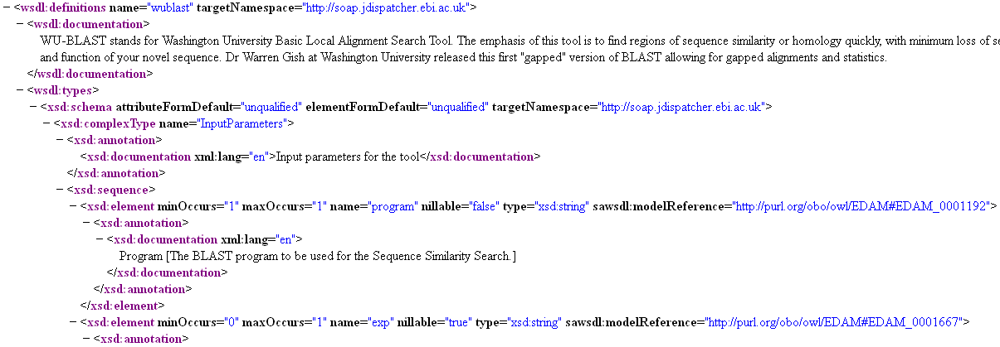 − <wsdl:definitions name="wublast" targetNamespace="http://soap.jdispatcher.ebi.ac.uk">
− <wsdl:documentation>
WU-BLAST stands for Washington University Basic Local Alignment Search Tool. The emphasis of this tool is to find regions of sequence similarity or homology quickly, with minimum loss of se
and function of your novel sequence. Dr Warren Gish at Washington University released this first "gapped" version of BLAST allowing for gapped alignments and statistics.
</wsdl:documentation>
− <wsdl:types>
− <xsd:schema attributeFormDefault="unqualified" elementFormDefault="unqualified" targetNamespace="http://soap.jdispatcher.ebi.ac.uk">
− <xsd:complexType name="InputParameters">
− <xsd:annotation>
<xsd:documentation xml:lang="en">Input parameters for the tool</xsd:documentation>
</xsd:annotation>
− <xsd:sequence>
− <xsd:element minOccurs="1" maxOccurs="1" name="program" nillable="false" type="xsd:string" sawsdl:modelReference="http://purl.org/obo/owl/EDAM#EDAM_0001192">
− <xsd:annotation>
− <xsd:documentation xml:lang="en">
Program [The BLAST program to be used for the Sequence Similarity Search.]
</xsd:documentation>
</xsd:annotation>
</xsd:element>
− <xsd:element minOccurs="0" maxOccurs="1" name="exp" nillable="true" type="xsd:string" sawsdl:modelReference="http://purl.org/obo/owl/EDAM#EDAM_0001667">
− <xsd:annotation>